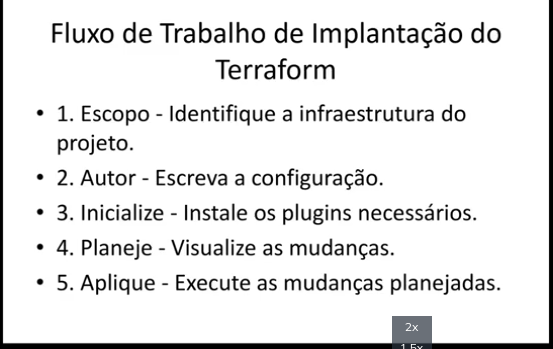 Fluxo de Trabalho de Implantação do
Terraform
• 1. Escopo - Identifique a infraestrutura do
projeto.
• 2. Autor - Escreva a configuração.
• 3. Inicialize - Instale os plugins necessários.
• 4. Planeje - Visualize as mudanças.
• 5. Aplique - Execute as mudanças planejadas.
2x
1.5x